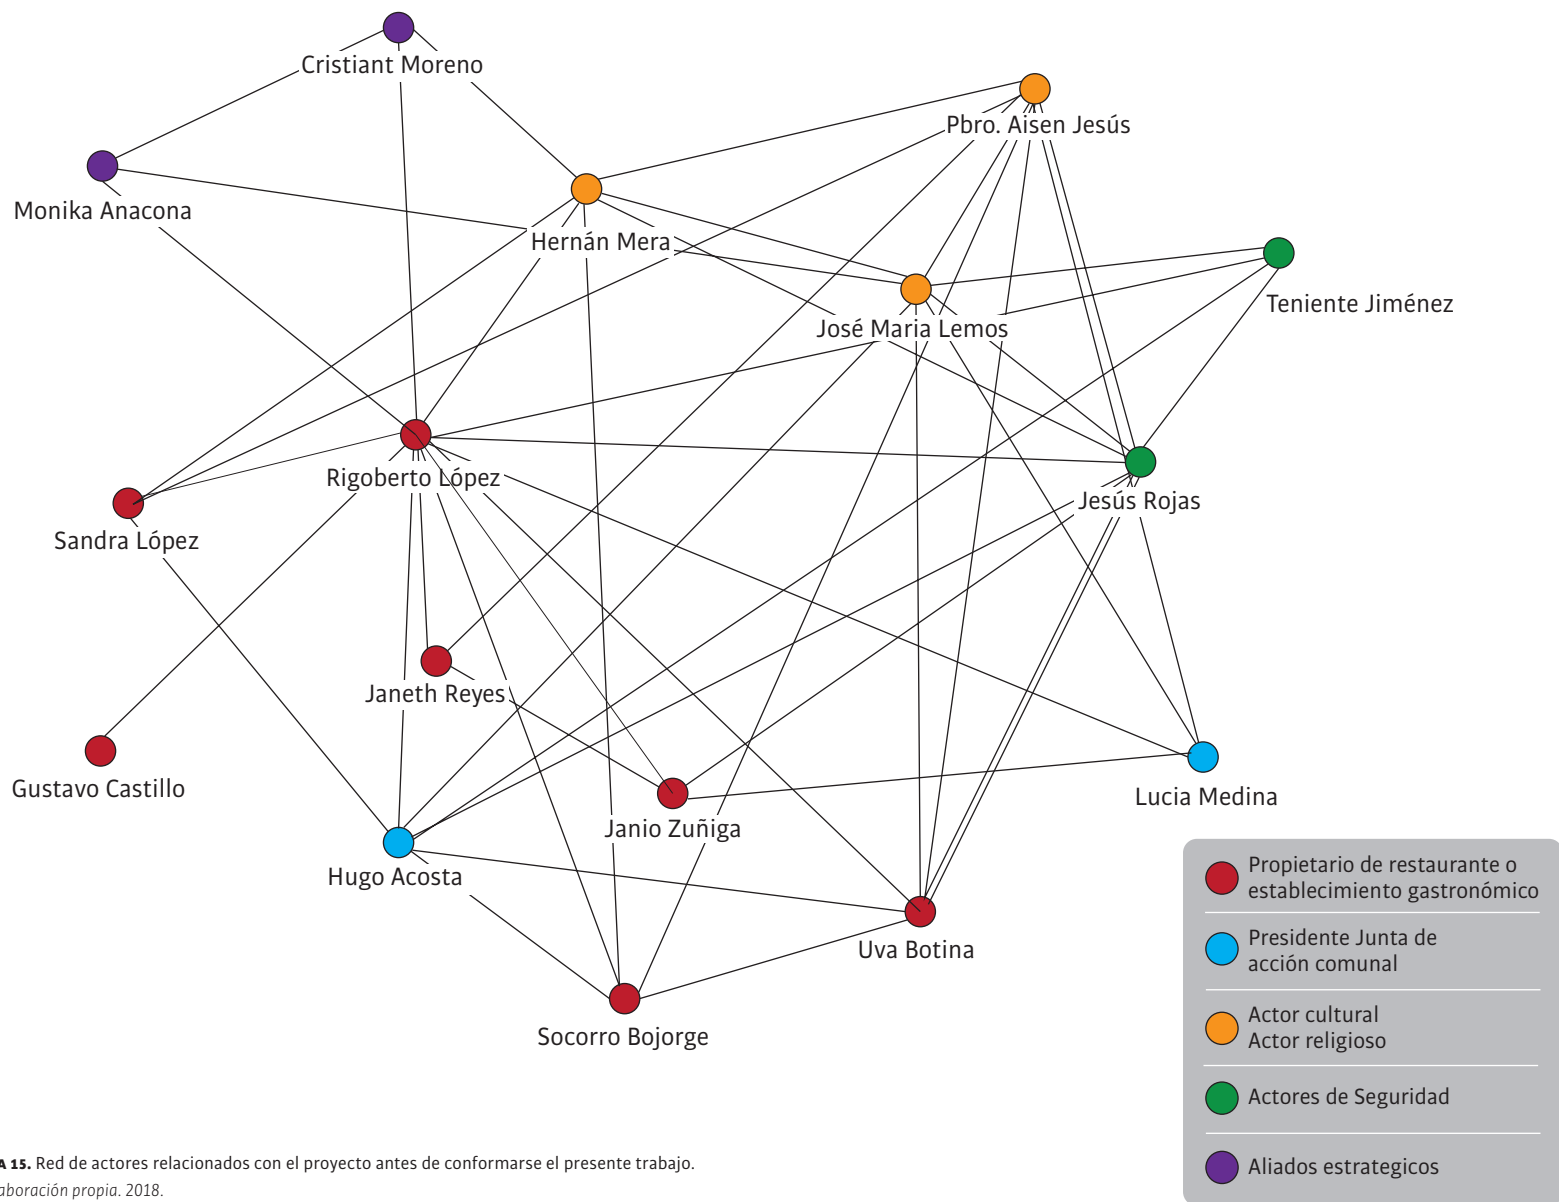 Cristiant Moreno
Pbro. Aisen Jesús
Monika Anacona
Hernán Mera
Teniente Jiménez
José Maria Lemos
Rigoberto López
Jesús Rojas
Sandra López
Janeth Reyes
Gustavo Castillo
Lucia Medina
Janio Zuñiga
Hugo Acosta
Uva Botina
Socorro Bojorge
Propietario de restaurante o
establecimiento gastronómico
Presidente Junta de
acción comunal
Actor cultural
Actor religioso
Actores de Seguridad
Aliados estrategicos
A 15. Red de actores relacionados con el proyecto antes de conformarse el presente trabajo.
aboración propia. 2018.